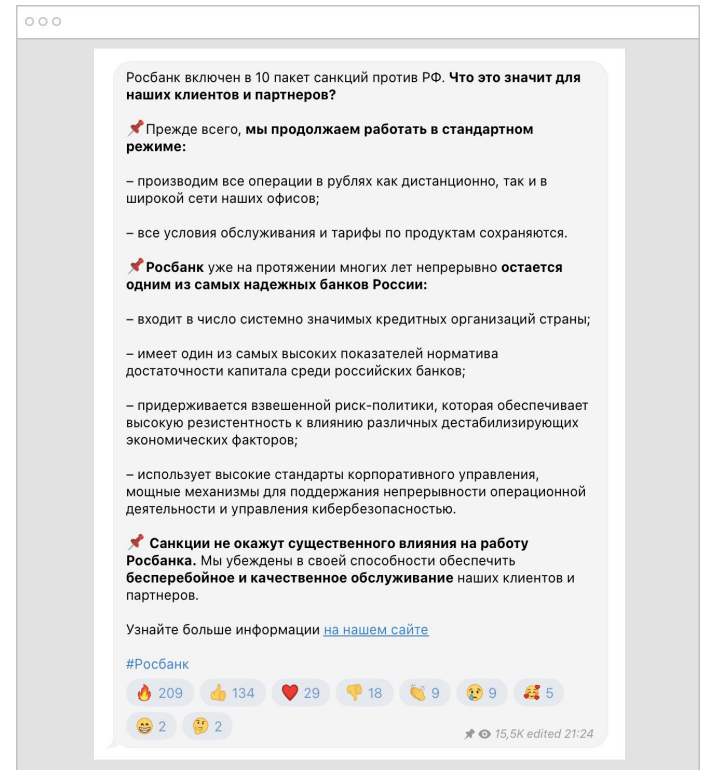 Росбанк включен в 10 пакет санкций против РФ. Что это значит для
наших клиентов и партнеров?
📌Прежде всего, мы продолжаем работать в стандартном
режиме:
– производим все операции в рублях как дистанционно, так и в
широкой сети наших офисов;
– все условия обслуживания и тарифы по продуктам сохраняются.
📌Росбанк уже на протяжении многих лет непрерывно остается
одним из самых надежных банков России:
– входит в число системно значимых кредитных организаций страны;
– имеет один из самых высоких показателей норматива
достаточности капитала среди российских банков;
– придерживается взвешенной риск-политики, которая обеспечивает
высокую резистентность к влиянию различных дестабилизирующих
экономических факторов;
– использует высокие стандарты корпоративного управления,
мощные механизмы для поддержания непрерывности операционной
деятельности и управления кибербезопасностью.
📌 Санкции не окажут существенного влияния на работу
Росбанка. Мы убеждены в своей способности обеспечить
бесперебойное и качественное обслуживание наших клиентов и
партнеров.
Узнайте больше информации на нашем сайте
#Росбанк
🔥 209 👍 134 ❤️ 29 👎 18 👏 9 😢 9 🥰 5
😁 2 🤔 2
15,5K edited 21:24